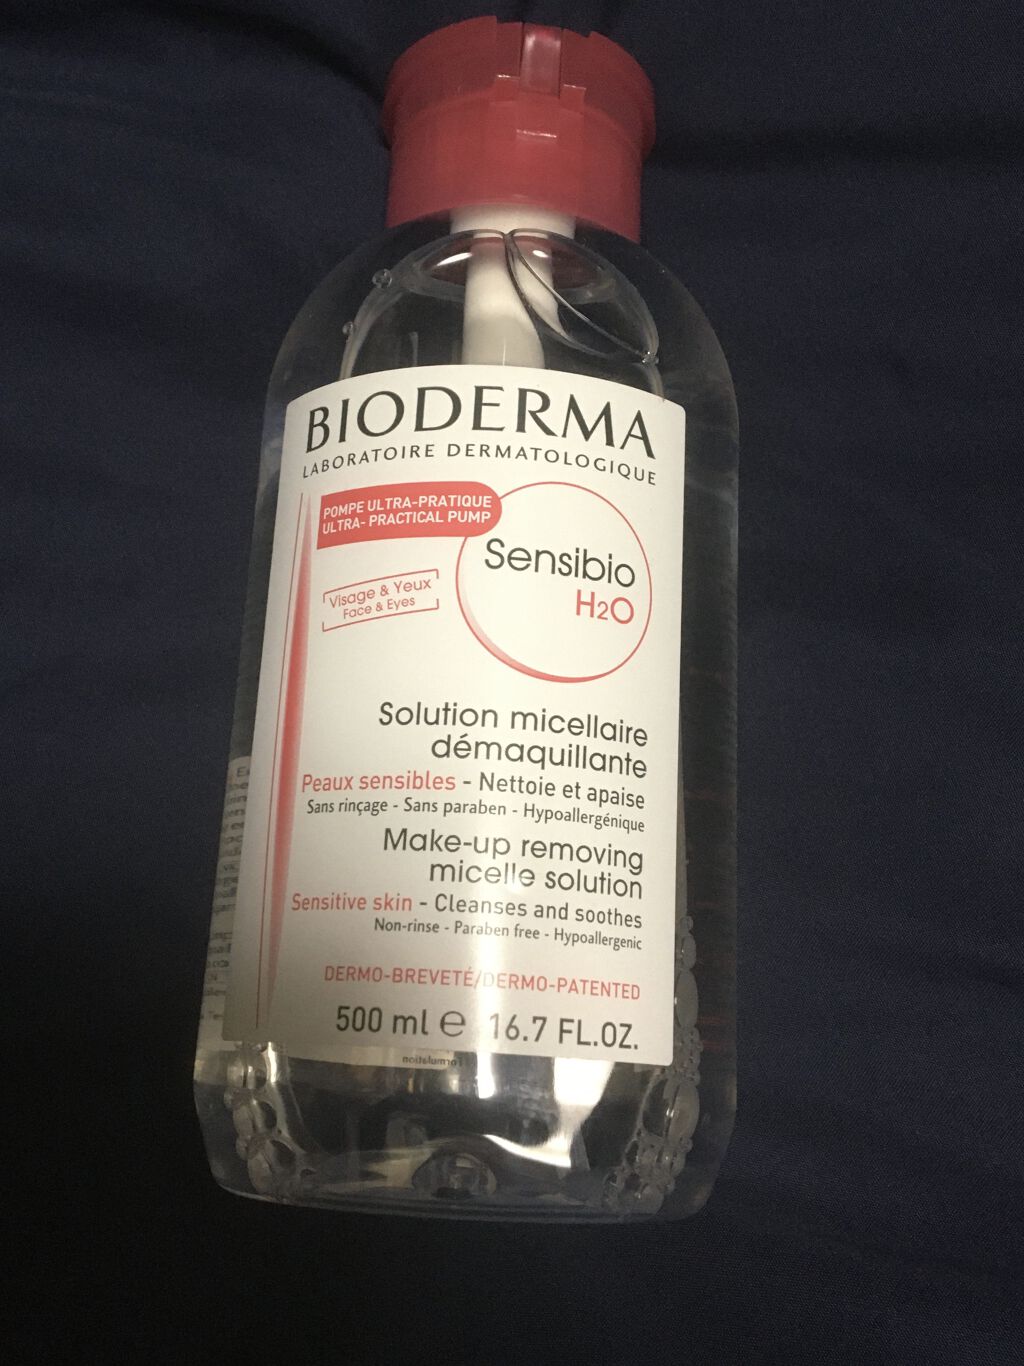 BIODERMA
LABORATOIRE DERMATOLOGIQUE
POMPE ULTRA-PRATIQUE
ULTRA- PRACTICAL PUMP
Sensibio
H2O
Visage & Yeux
Face & Eyes
Solution micellaire
démaquillante
Peaux sensibles - Nettoie et apaise
Sans rinçage - Sans paraben - Hypoallergénique
Make-up removing
micelle solution
Sensitive skin - Cleanses and soothes
Non-rinse - Paraben free - Hypoallergenic
DERMO-BREVETÉ/DERMO-PATENTED
500 ml ℮ 16.7 FL.OZ.